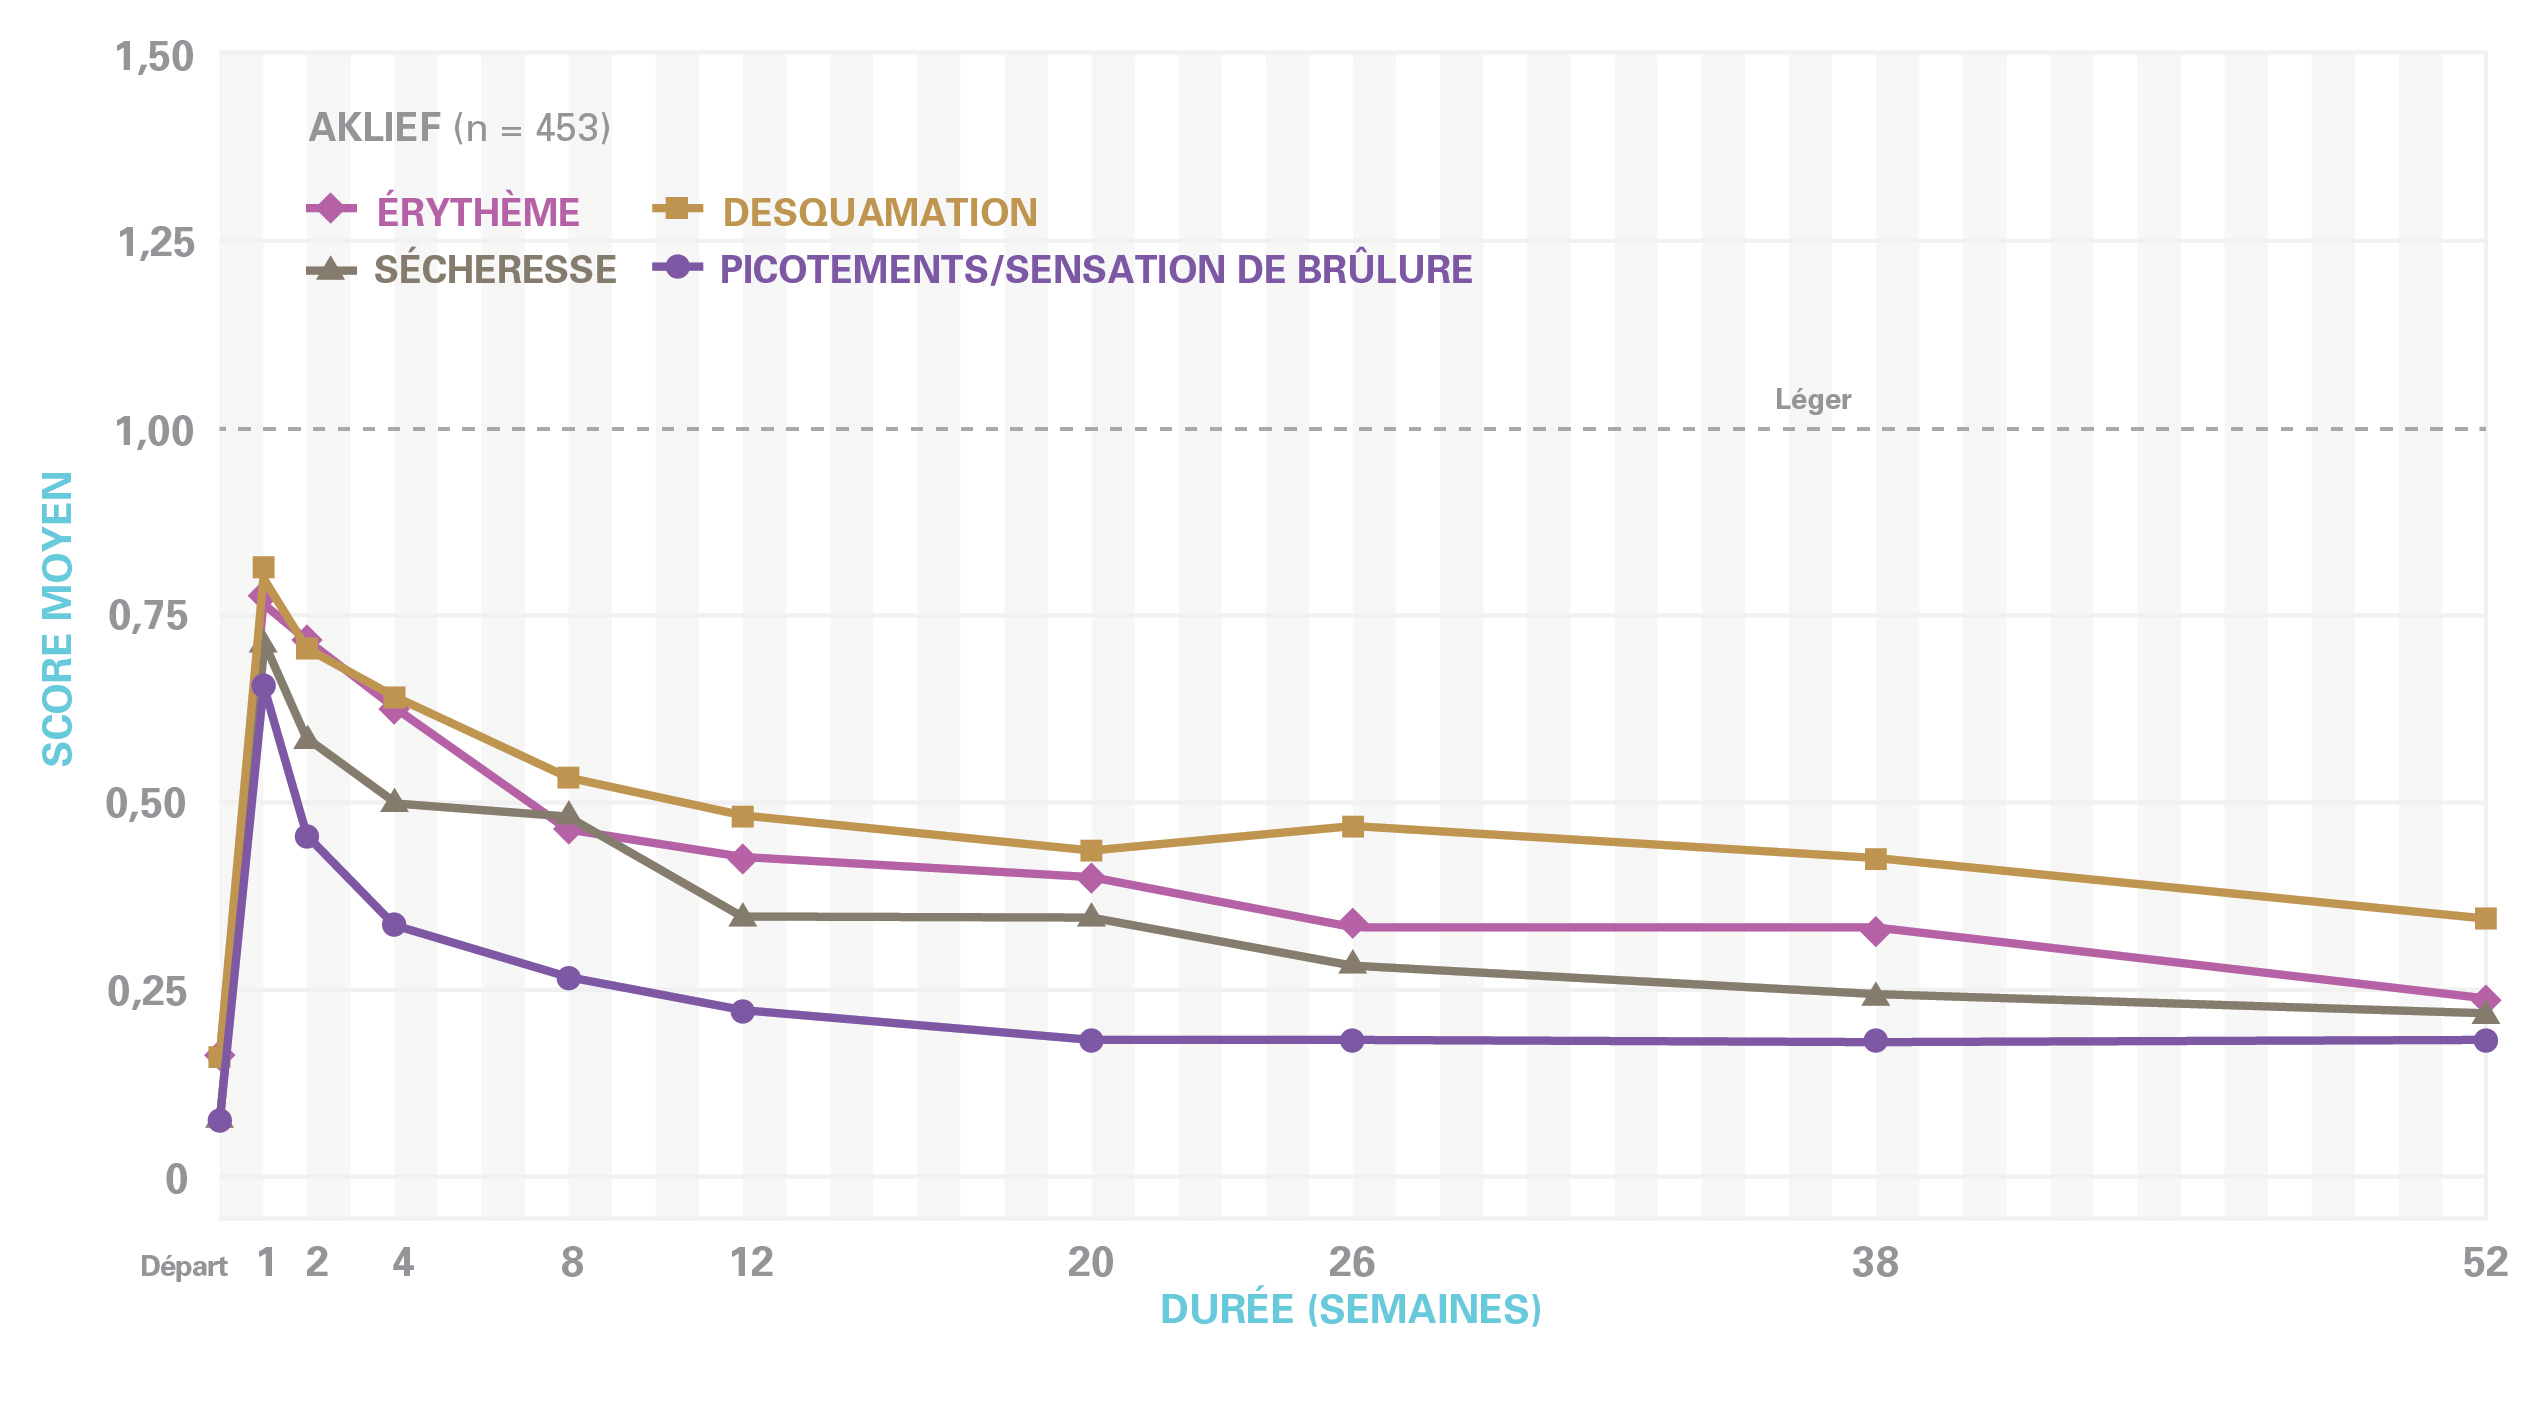 1,50
AKLIEF (n = 453)
ÉRYTHÈME DESQUAMATION
1,25
SÉCHERESSE PICOTEMENTS/SENSATION DE BRÛLURE
Léger
1,00
SCORE MOYEN
0,75
0,50
0,25
0
Départ 1 2 4 8 12 20 26 38 52
DURÉE (SEMAINES)